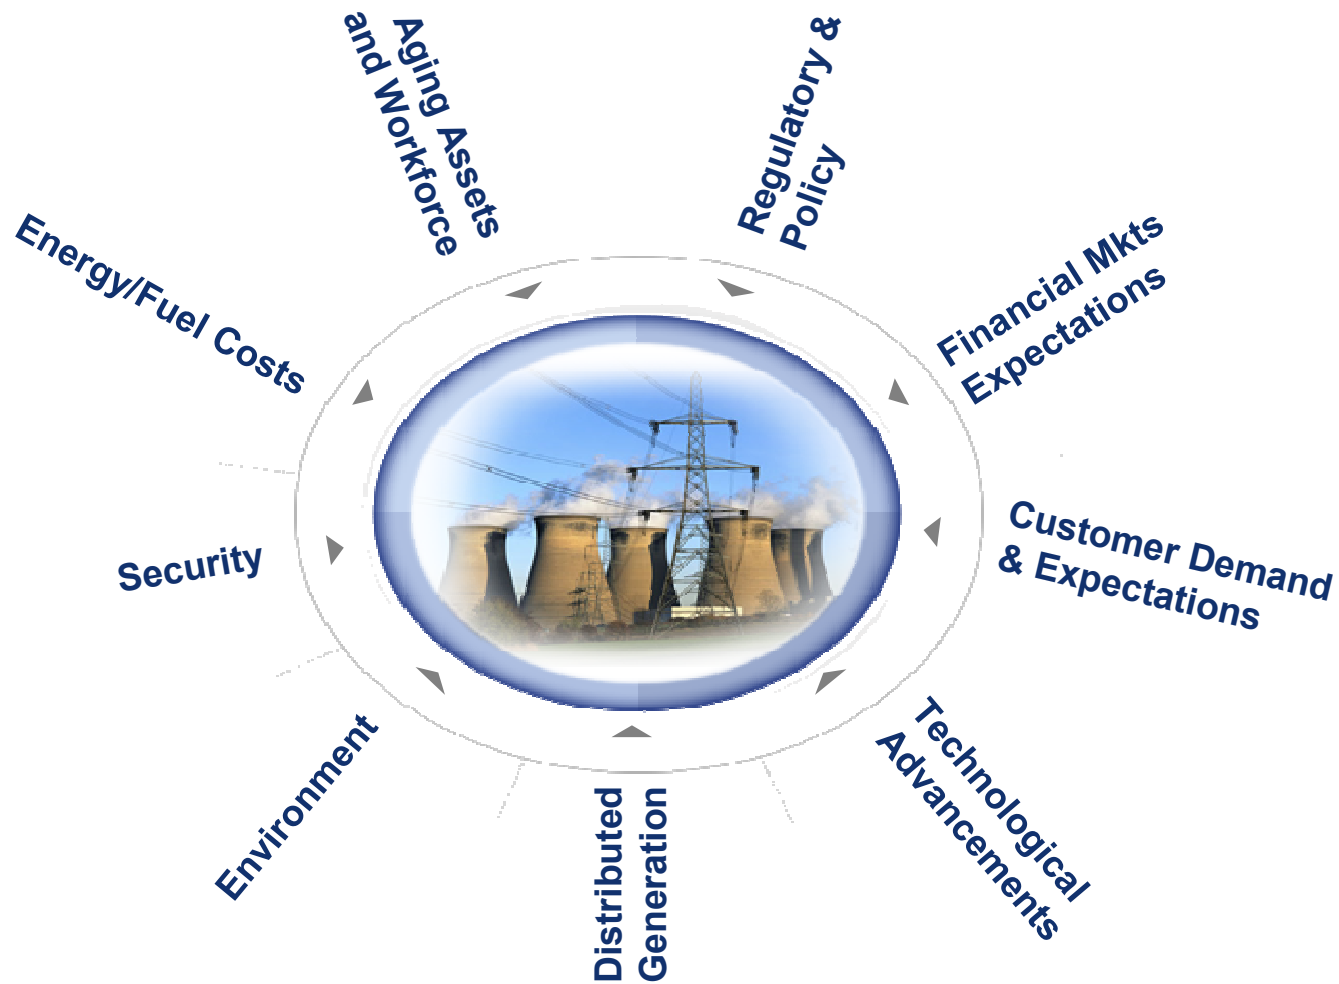 Aging Assets
and Workforce
Regulatory &
Policy
Financial Mkts
Expectations
Customer Demand
& Expectations
Technological
Advancements
Distributed
Generation
Environment
Security
Energy/Fuel Costs